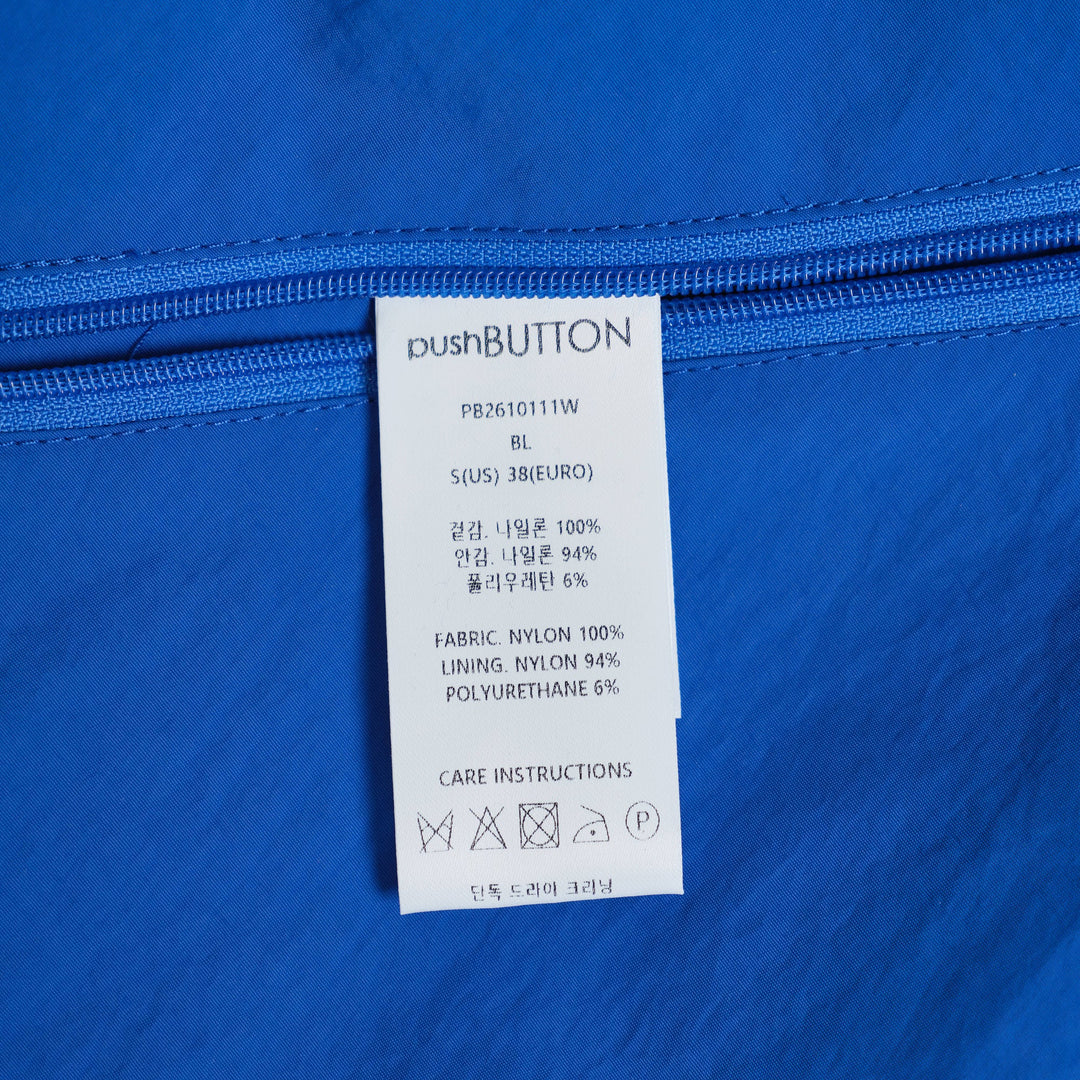 pushBUTTON
PB2610111W
BL
S(US) 38(EURO)
겉감. 나일론 100%
안감. 나일론 94%
폴리우레탄 6%
FABRIC. NYLON 100%
LINING. NYLON 94%
POLYURETHANE 6%
CARE INSTRUCTIONS
P
단독 드라이 크리닝